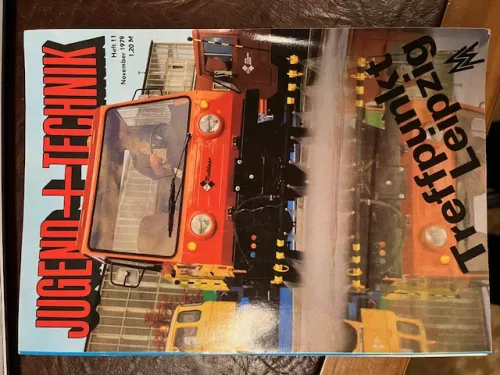 JUGEND+TECHNIK
Heft 11
November 1979
1,20 M
Treffpunkt
Leipzig